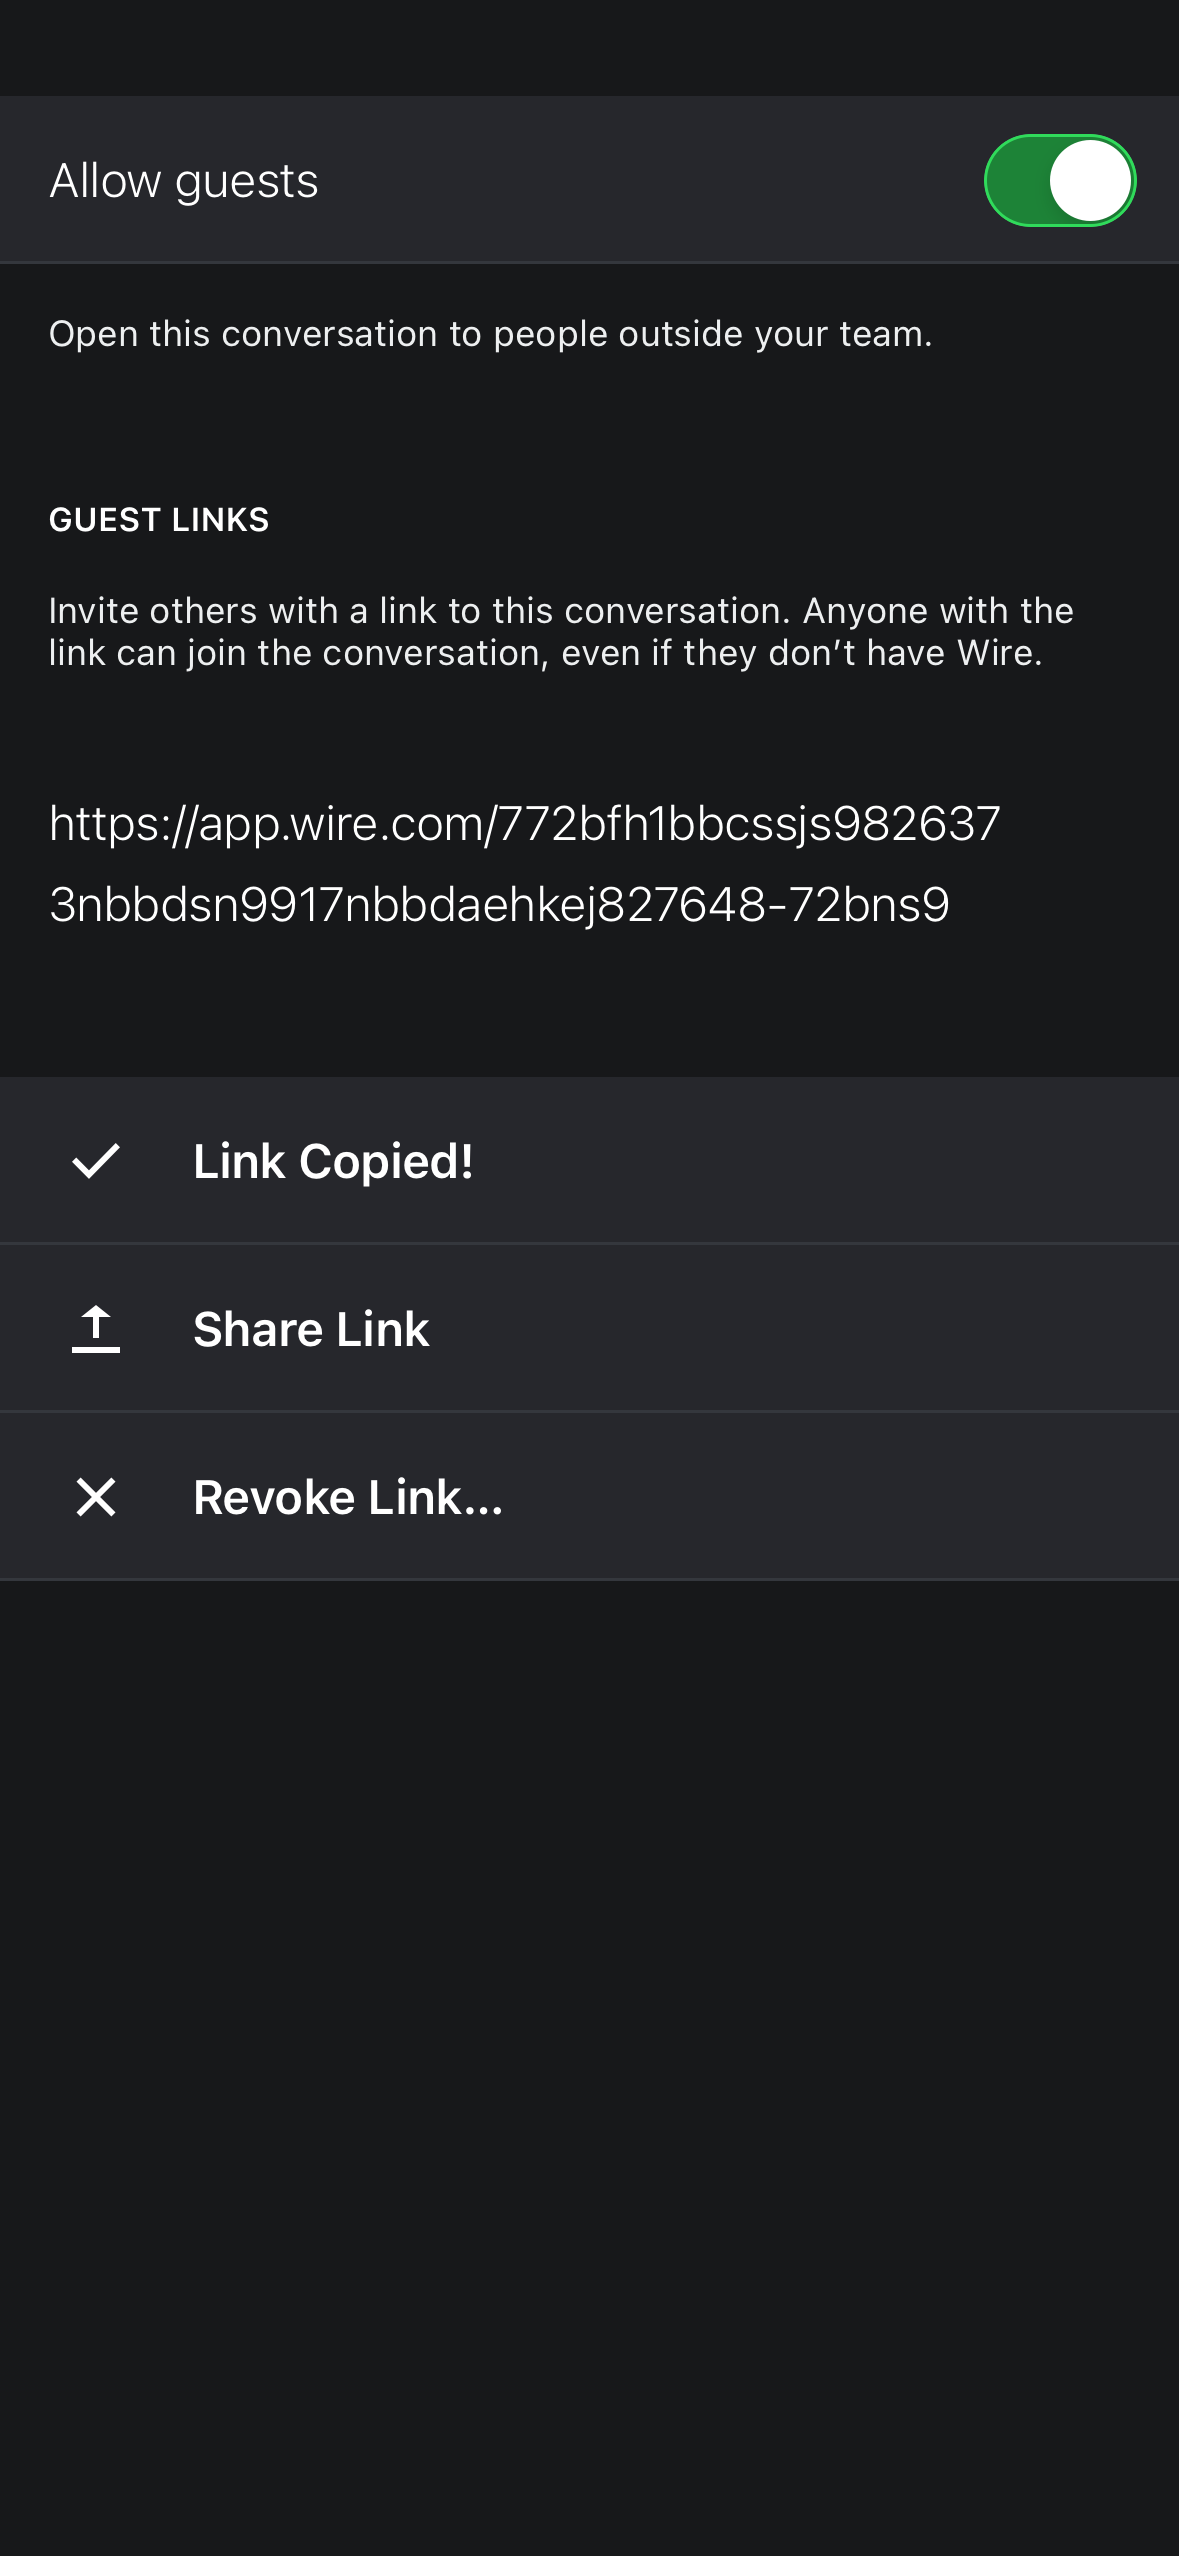 Allow guests
Open this conversation to people outside your team.
GUEST LINKS
Invite others with a link to this conversation. Anyone with the
link can join the conversation, even if they don’t have Wire.
https://app.wire.com/772bfh1bbcssjs982637
3nbbdsn9917nbbdaehkej827648-72bns9
Link Copied!
Share Link
Revoke Link...